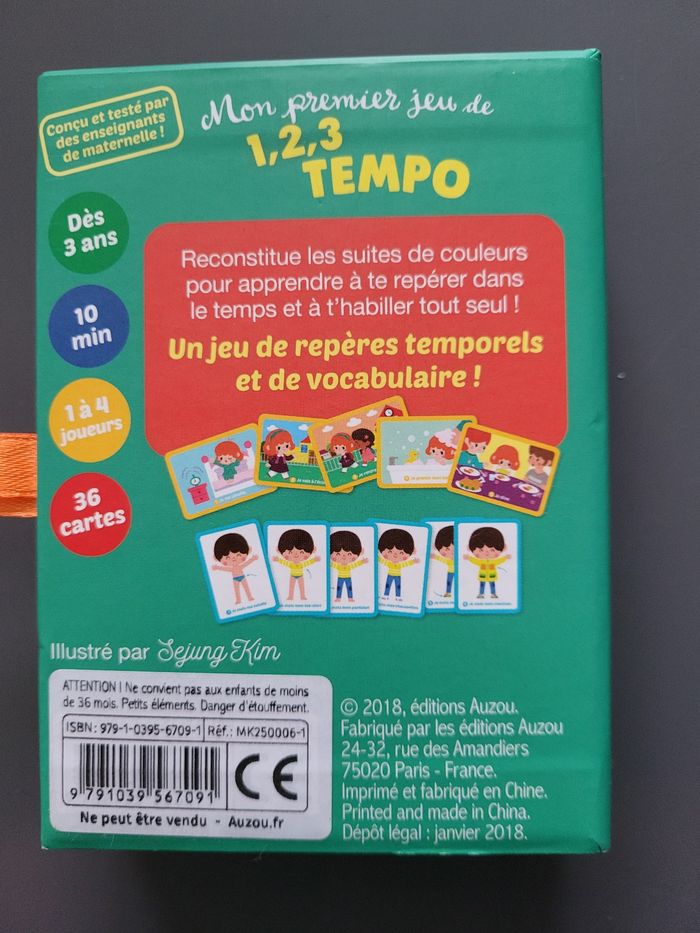 Conçu et testé par
des enseignants
de maternelle !
Mon premier jeu de
1,2,3
TEMPO
Dès
3 ans
10
min
1 à 4
joueurs
36
cartes
Reconstitue les suites de couleurs
pour apprendre à te repérer dans
le temps et à t'habiller tout seul !
Un jeu de repères temporels
et de vocabulaire !
Illustré par Sejung Kim
ATTENTION ! Ne convient pas aux enfants de moins
de 36 mois. Petits éléments. Danger d'étouffement.
ISBN: 979-1-0395-6709-1 Réf.: MK250006-1
9 791039 567091
CE
Ne peut être vendu - Auzou.fr
© 2018, éditions Auzou.
Fabriqué par les éditions Auzou
24-32, rue des Amandiers
75020 Paris - France.
Imprimé et fabriqué en Chine.
Printed and made in China.
Dépôt légal : janvier 2018.